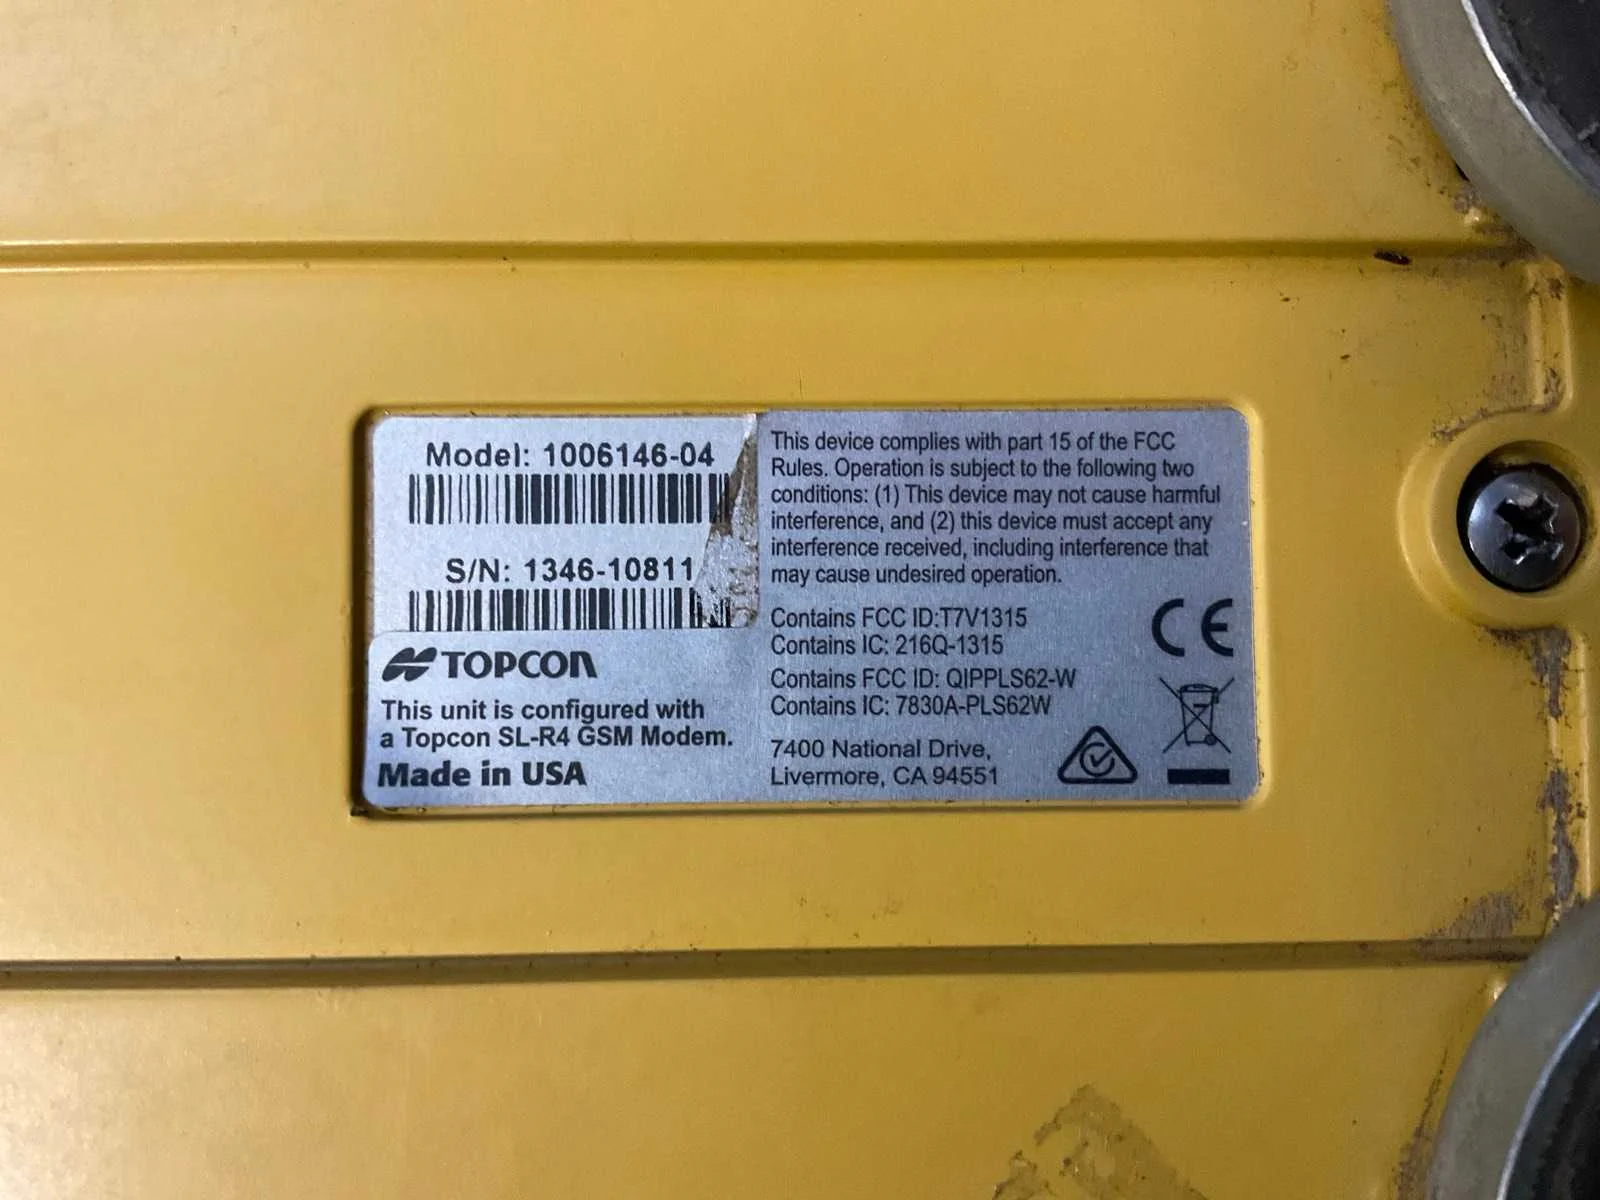 Model: 1006146-04
S/N: 1346-10811
TOPCON
This unit is configured with
a Topcon SL-R4 GSM Modem.
Made in USA
This device complies with part 15 of the FCC
Rules. Operation is subject to the following two
conditions: (1) This device may not cause harmful
interference, and (2) this device must accept any
interference received, including interference that
may cause undesired operation.
Contains FCC ID:T7V1315
Contains IC: 216Q-1315
Contains FCC ID: QIPPLS62-W
Contains IC: 7830A-PLS62W
7400 National Drive,
Livermore, CA 94551
CE